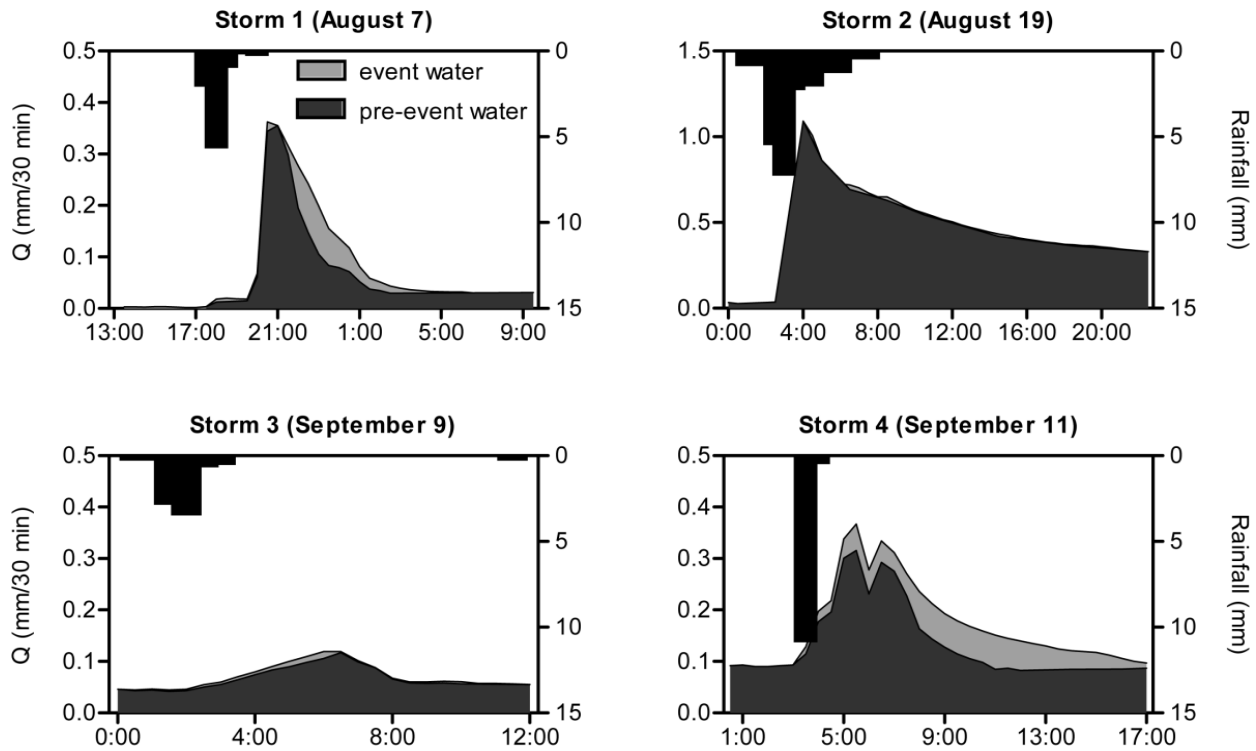 Storm 1 (August 7)
Storm 2 (August 19)
Q (mm/30 min)
0.5
0.4
0.3
0.2
0.1
0.0
event water
pre-event water
0
5
10
15
13:00 17:00 21:00 1:00 5:00 9:00
1.5
1.0
0.5
0.0
0
5
10
15
Rainfall (mm)
0:00 4:00 8:00 12:00 16:00 20:00
Storm 3 (September 9)
Storm 4 (September 11)
Q (mm/30 min)
0.5
0.4
0.3
0.2
0.1
0.0
0
5
10
15
0:00 4:00 8:00 12:00
0.5
0.4
0.3
0.2
0.1
0.0
0
5
10
15
Rainfall (mm)
1:00 5:00 9:00 13:00 17:00